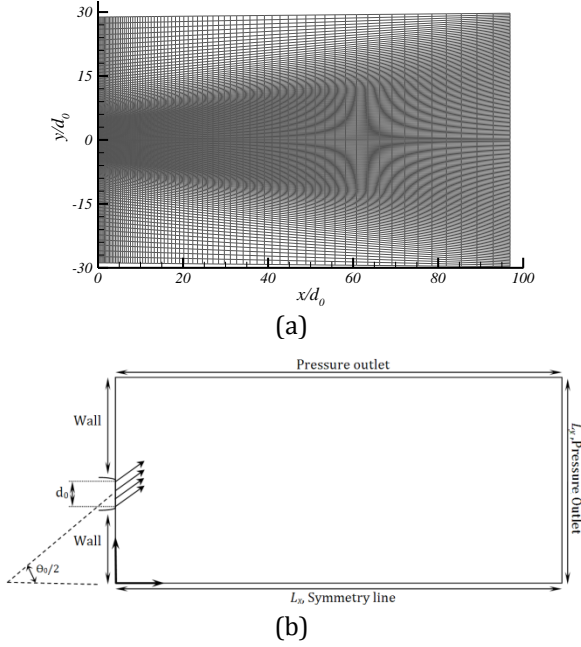 30
15
0
-15
-30
y/d₀
0
20
40
60
80
100
x/d₀
(a)
Pressure outlet
Wall
d₀
Wall
Θ₀/2
Lᵧ, Pressure Outlet
Lₓ, Symmetry line
(b)